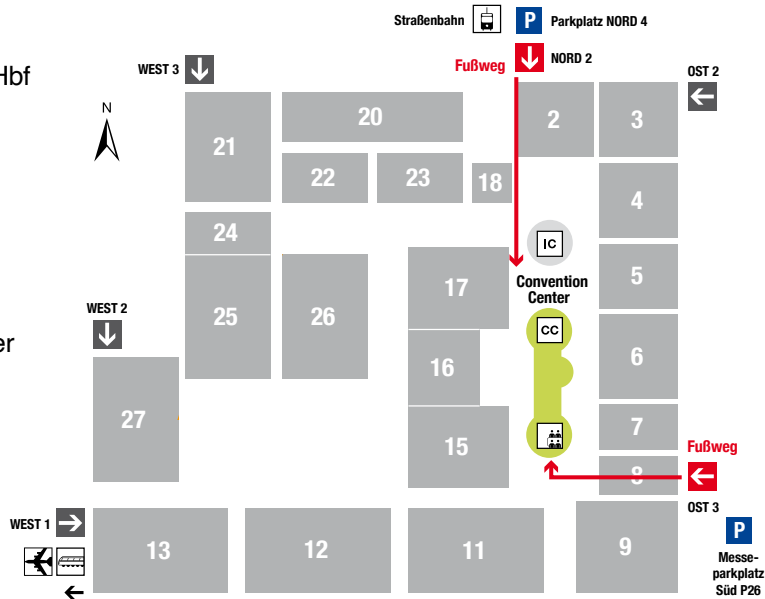 Straßenbahn
P
Parkplatz NORD 4
Fußweg
NORD 2
Hbf
WEST 3
OST 2
N
21
20
2
3
22
23
18
4
24
IC
Convention
Center
5
25
26
17
WEST 2
CC
er
16
6
27
15
7
Fußweg
8
OST 3
WEST 1
13
12
11
9
P
Messe-
parkplatz
Süd P26